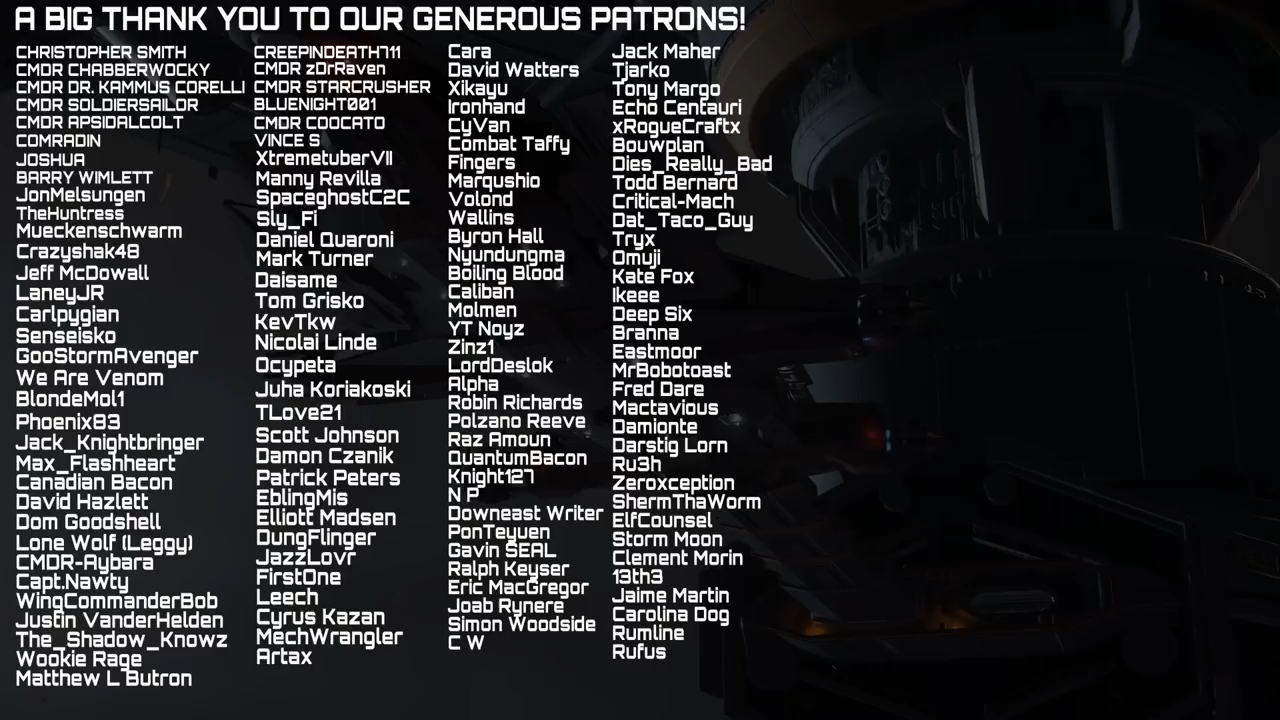 A BIG THANK YOU TO OUR GENEROUS PATRONS!
CHRISTOPHER SMITH
CMDR CHABBERWOCKY
CMDR DR. KAMMUS CORELLI
CMDR SOLDIERSAILOR
CMDR APSIDALCOLT
COMRADIN
JOSHUA
BARRY WIMLETT
JonMelsungen
TheHuntress
Mueckenschwarm
Crazyshak48
Jeff McDowall
LaneyJR
Carlpygian
Senseisko
GooStormAvenger
We Are Venom
BlondeMol1
Phoenix83
Jack_Knightbringer
Max_Flashheart
Canadian Bacon
David Hazlett
Dom Goodshell
Lone Wolf (Leggy)
CMDR-Aybara
Capt.Nawty
WingCommanderBob
Justin VanderHelden
The_Shadow_Knowz
Wookie Rage
Matthew L Butron
CREEPINDEATH711
CMDR zDrRaven
CMDR STARCRUSHER
BLUENIGHT001
CMDR COOCATO
VINCE S
XtremetuberVII
Manny Revilla
SpaceghostC2C
Sly_Fi
Daniel Quaroni
Mark Turner
Daisame
Tom Grisko
KevTkw
Nicolai Linde
Ocypeta
Juha Koriakoski
TLove21
Scott Johnson
Damon Czanik
Patrick Peters
EblingMis
Elliott Madsen
DungFlinger
JazzLovr
FirstOne
Leech
Cyrus Kazan
MechWrangler
Artax
Cara
David Watters
Xikayu
Ironhand
CyVan
Combat Taffy
Fingers
Marqushio
Volond
Wallins
Byron Hall
Nyundungma
Boiling Blood
Caliban
Molmen
YT Noyz
Zinz1
LordDeslok
Alpha
Robin Richards
Polzano Reeve
Raz Amoun
QuantumBacon
Knight127
N P
Downeast Writer
PonTeyuen
Gavin SEAL
Ralph Keyser
Eric MacGregor
Joab Rynere
Simon Woodside
C W
Jack Maher
Tjarko
Tony Margo
Echo Centauri
xRogueCraftx
Bouwplan
Dies_Really_Bad
Todd Bernard
Critical-Mach
Dat_Taco_Guy
Tryx
Omuji
Kate Fox
Ikeee
Deep Six
Branna
Eastmoor
MrBobotoast
Fred Dare
Mactavious
Damionte
Darstig Lorn
Ru3h
Zeroxception
ShermThaWorm
ElfCounsel
Storm Moon
Clement Morin
13th3
Jaime Martin
Carolina Dog
Rumline
Rufus